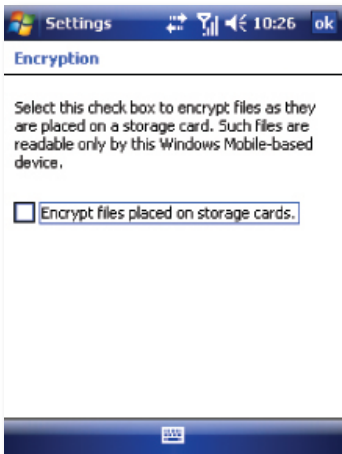 Settings 10:26 ok
Encryption
Select this check box to encrypt files as they
are placed on a storage card. Such files are
readable only by this Windows Mobile-based
device.
Encrypt files placed on storage cards.